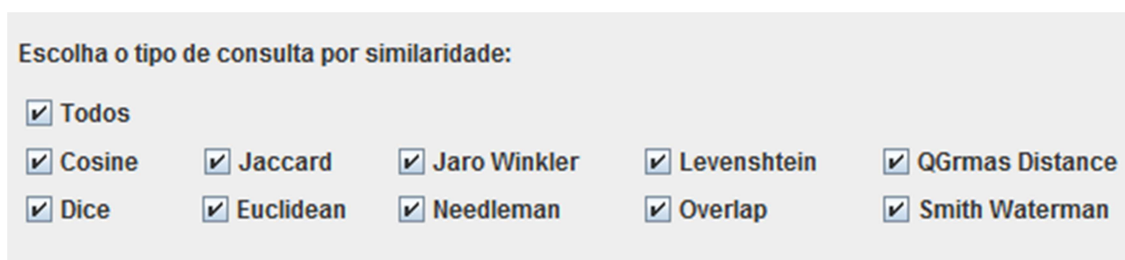 Escolha o tipo de consulta por similaridade:
Todos
Cosine Jaccard Jaro Winkler Levenshtein QGrmas Distance
Dice Euclidean Needleman Overlap Smith Waterman